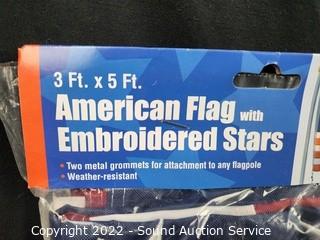 3 Ft. x 5 Ft.
American Flag with
Embroidered Stars
• Two metal grommets for attachment to any flagpole
• Weather-resistant
Copyright 2022 - Sound Auction Service